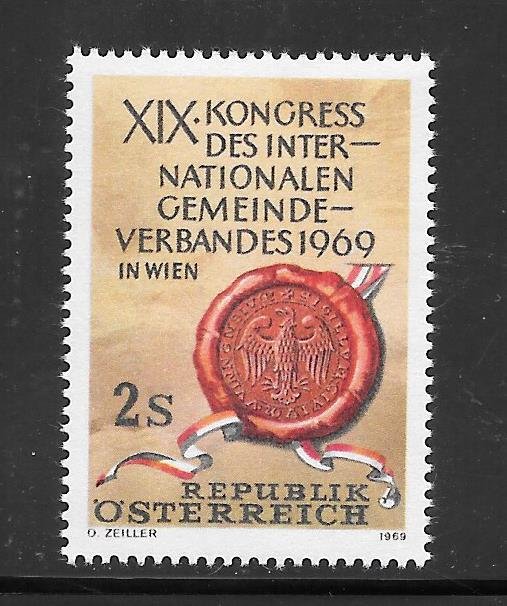 XIX. KONGRESS
DES INTER–
NATIONALEN
GEMEINDE–
VERBANDES 1969
IN WIEN
2S
REPUBLIK
ÖSTERREICH
O. ZEILLER
1969